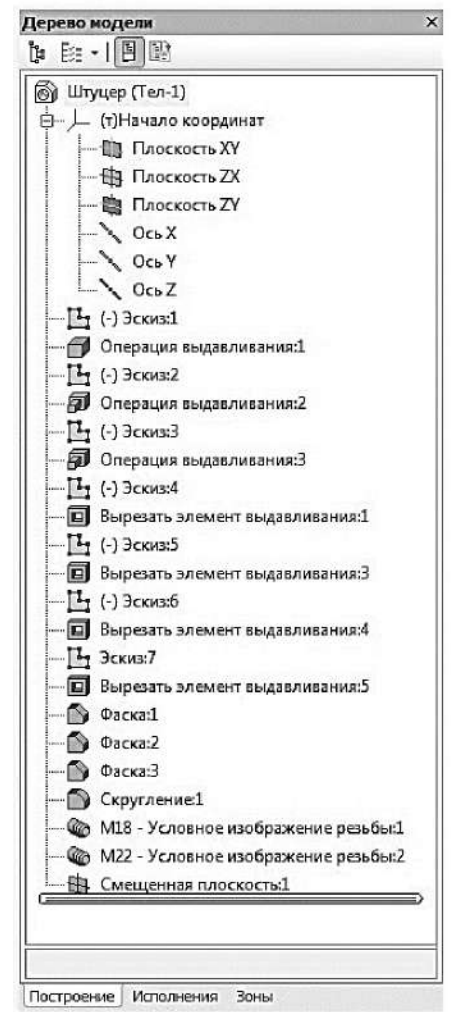 Дерево модели
Штуцер (Тел-1)
(т)Начало координат
Плоскость XY
Плоскость ZX
Плоскость ZY
Ось X
Ось Y
Ось Z
(-) Эскиз:1
Операция выдавливания:1
(-) Эскиз:2
Операция выдавливания:2
(-) Эскиз:3
Операция выдавливания:3
(-) Эскиз:4
Вырезать элемент выдавливания:1
(-) Эскиз:5
Вырезать элемент выдавливания:3
(-) Эскиз:6
Вырезать элемент выдавливания:4
Эскиз:7
Вырезать элемент выдавливания:5
Фаска:1
Фаска:2
Фаска:3
Скругление:1
М18 - Условное изображение резьбы:1
М22 - Условное изображение резьбы:2
Смещенная плоскость:1
Построение Исполнения Зоны